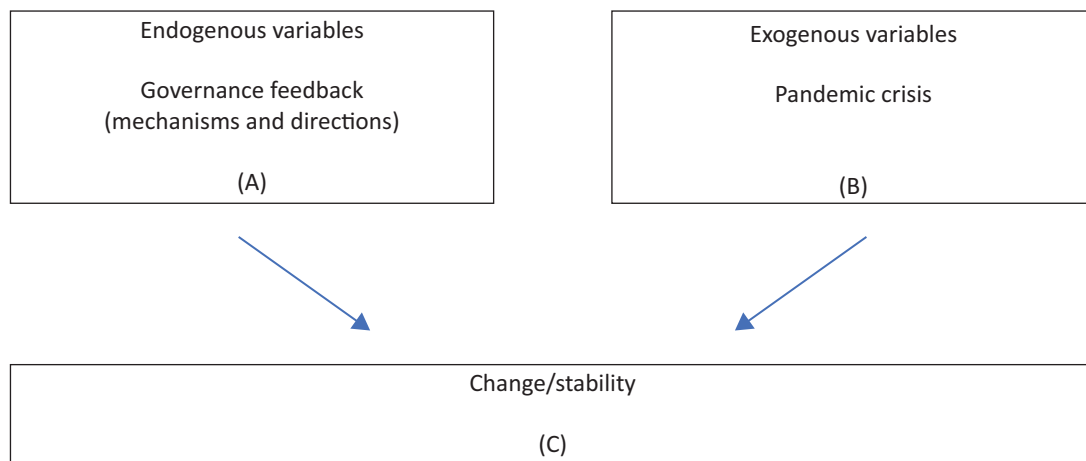 Endogenous variables
Governance feedback
(mechanisms and directions)
(A)
Exogenous variables
Pandemic crisis
(B)
Change/stability
(C)